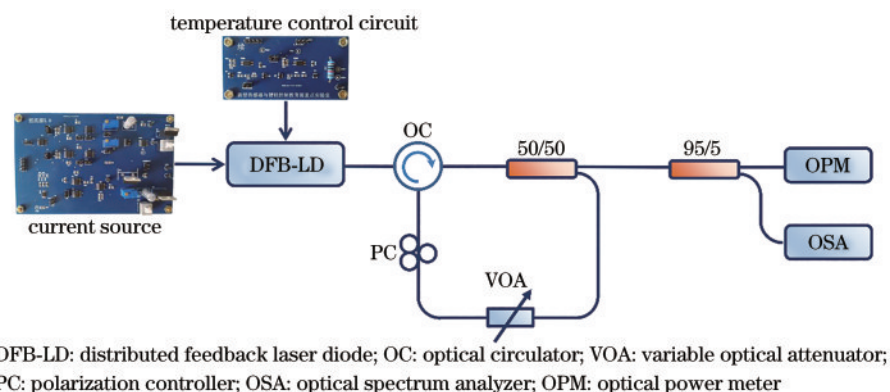 temperature control circuit
OC
50/50
95/5
DFB-LD
OPM
current source
PC
VOA
OSA
DFB-LD: distributed feedback laser diode; OC: optical circulator; VOA: variable optical attenuator;
PC: polarization controller; OSA: optical spectrum analyzer; OPM: optical power meter